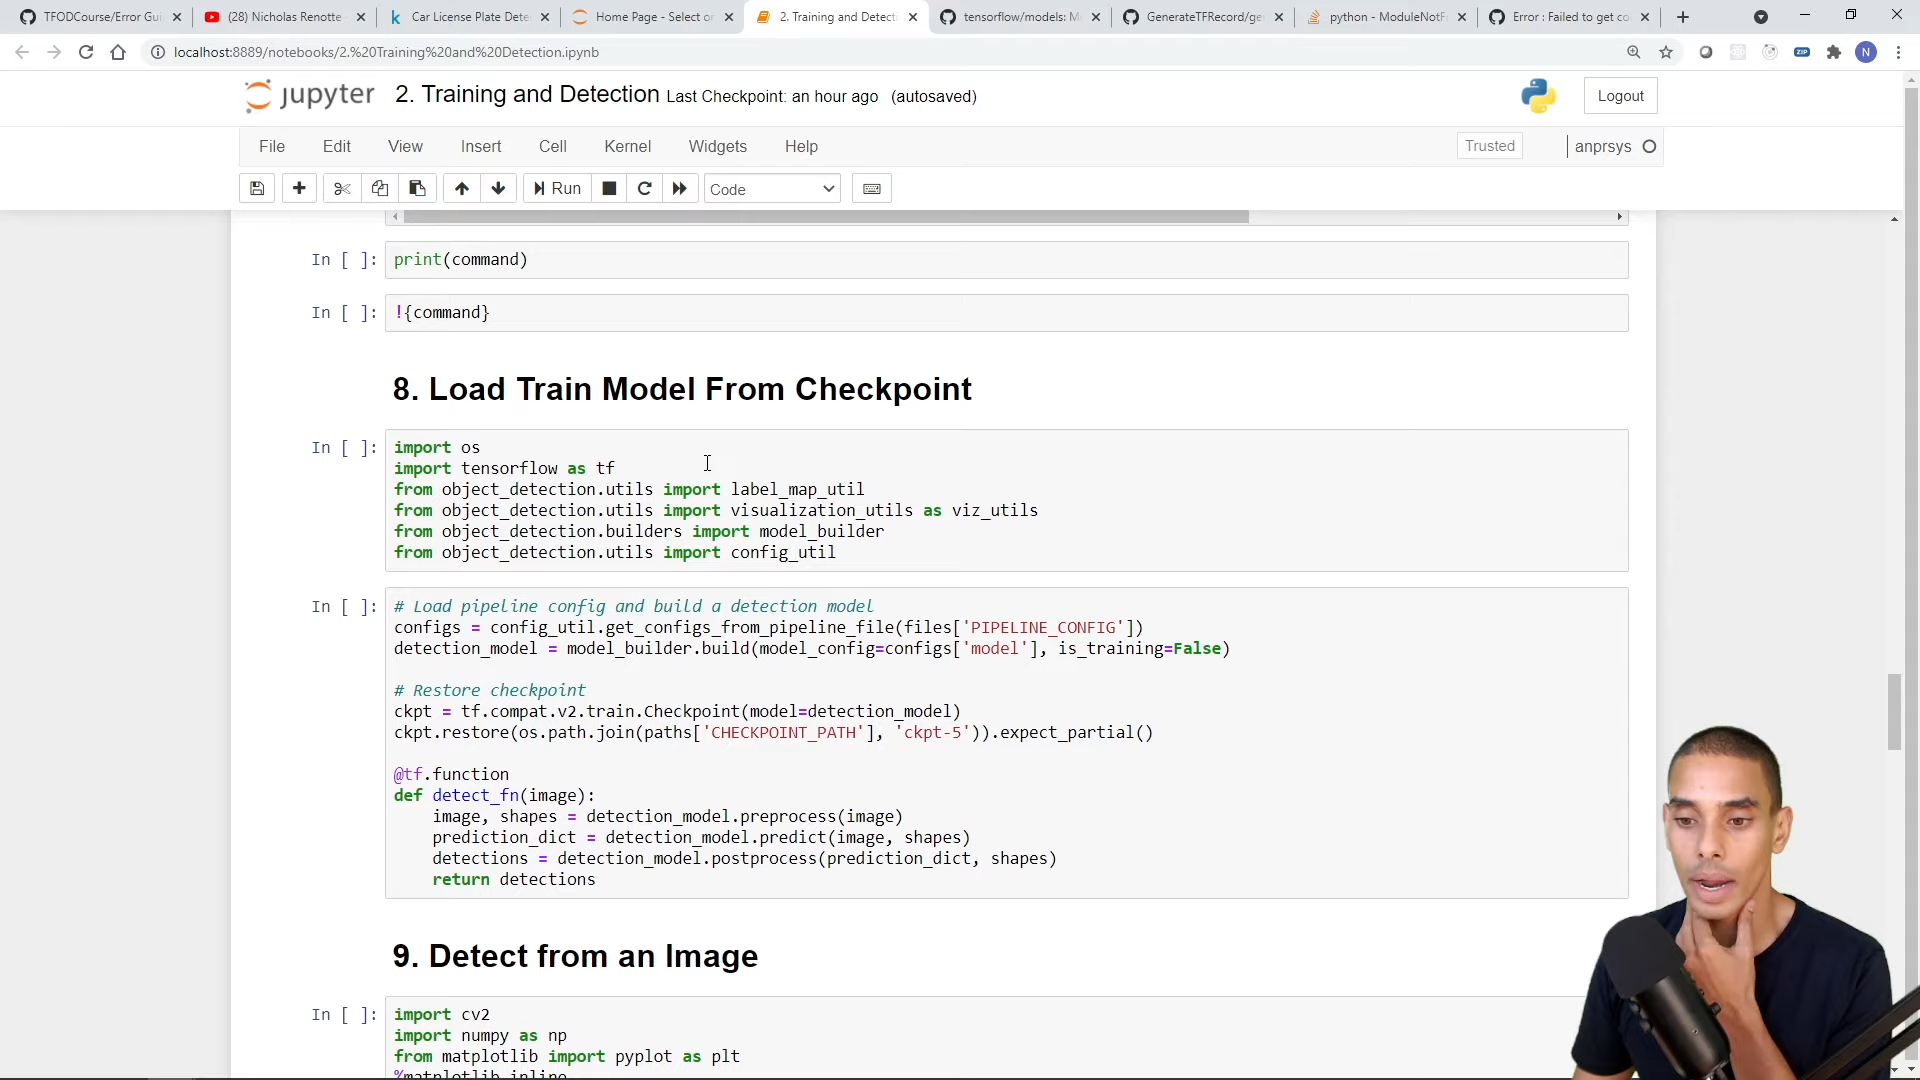 TFODCourse/Error Gui
(28) Nicholas Renotte
Car License Plate Dete
Home Page - Select or
2. Training and Detecti
tensorflow/models: M
GenerateTFRecord/ge
python - ModuleNotF
Error : Failed to get co
localhost:8889/notebooks/2.%20Training%20and%20Detection.ipynb
ZIP
N
jupyter 2. Training and Detection Last Checkpoint: an hour ago (autosaved)
Logout
File Edit View Insert Cell Kernel Widgets Help
Trusted
anprsys
Run
Code
In [ ]: print(command)
In [ ]: !{command}
8. Load Train Model From Checkpoint
In [ ]: import os
import tensorflow as tf
from object_detection.utils import label_map_util
from object_detection.utils import visualization_utils as viz_utils
from object_detection.builders import model_builder
from object_detection.utils import config_util
In [ ]: # Load pipeline config and build a detection model
configs = config_util.get_configs_from_pipeline_file(files['PIPELINE_CONFIG'])
detection_model = model_builder.build(model_config=configs['model'], is_training=False)
# Restore checkpoint
ckpt = tf.compat.v2.train.Checkpoint(model=detection_model)
ckpt.restore(os.path.join(paths['CHECKPOINT_PATH'], 'ckpt-5')).expect_partial()
@tf.function
def detect_fn(image):
image, shapes = detection_model.preprocess(image)
prediction_dict = detection_model.predict(image, shapes)
detections = detection_model.postprocess(prediction_dict, shapes)
return detections
9. Detect from an Image
In [ ]: import cv2
import numpy as np
from matplotlib import pyplot as plt
%matplotlib inline